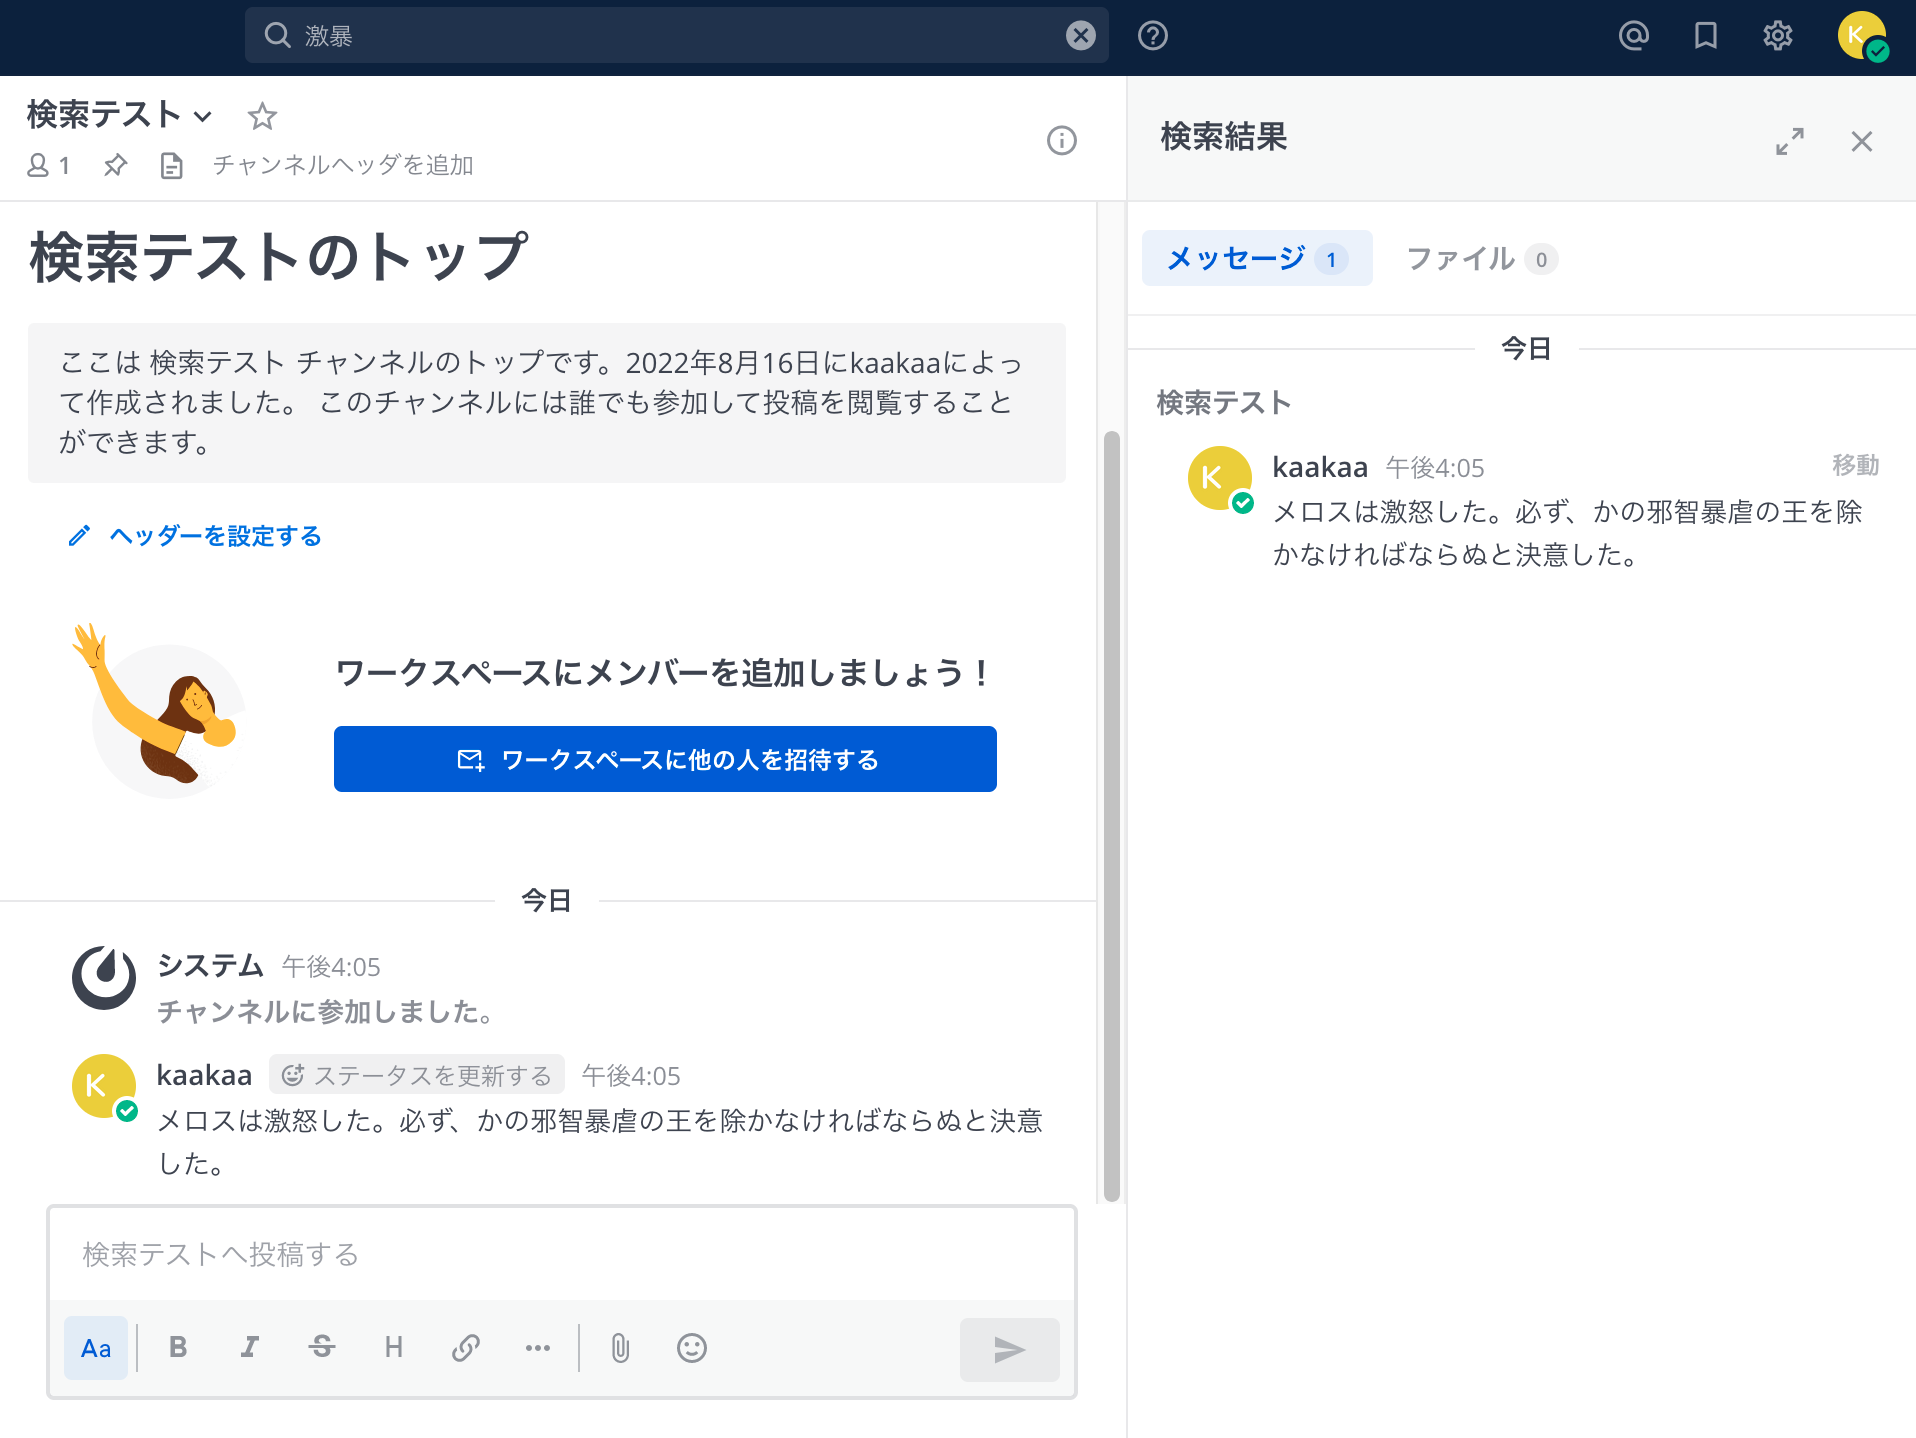 激暴
K
検索テスト
1
チャンネルヘッダを追加
検索テストのトップ
ここは 検索テスト チャンネルのトップです。2022年8月16日にkaakaaによっ
て作成されました。 このチャンネルには誰でも参加して投稿を閲覧すること
ができます。
ヘッダーを設定する
ワークスペースにメンバーを追加しましょう！
ワークスペースに他の人を招待する
今日
システム 午後4:05
チャンネルに参加しました。
K
kaakaa ステータスを更新する 午後4:05
メロスは激怒した。必ず、かの邪智暴虐の王を除かなければならぬと決意
した。
検索テストへ投稿する
Aa B I S H
検索結果
メッセージ 1 ファイル 0
今日
検索テスト
K
kaakaa 午後4:05 移動
メロスは激怒した。必ず、かの邪智暴虐の王を除
かなければならぬと決意した。